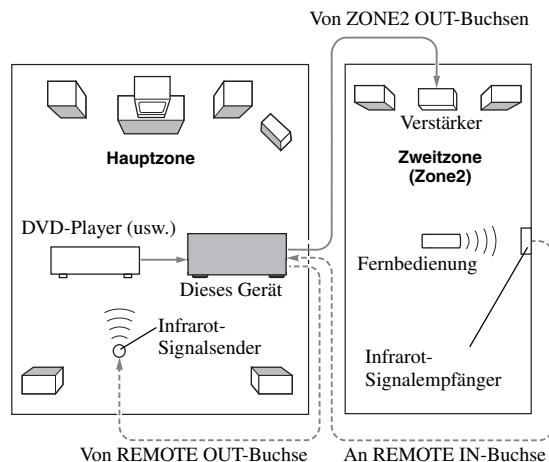 Von ZONE2 OUT-Buchsen
Hauptzone
Verstärker
Zweitzone
(Zone2)
DVD-Player (usw.)
Dieses Gerät
Fernbedienung
Infrarot-
Signalsender
Infrarot-
Signalempfänger
Von REMOTE OUT-Buchse
An REMOTE IN-Buchse